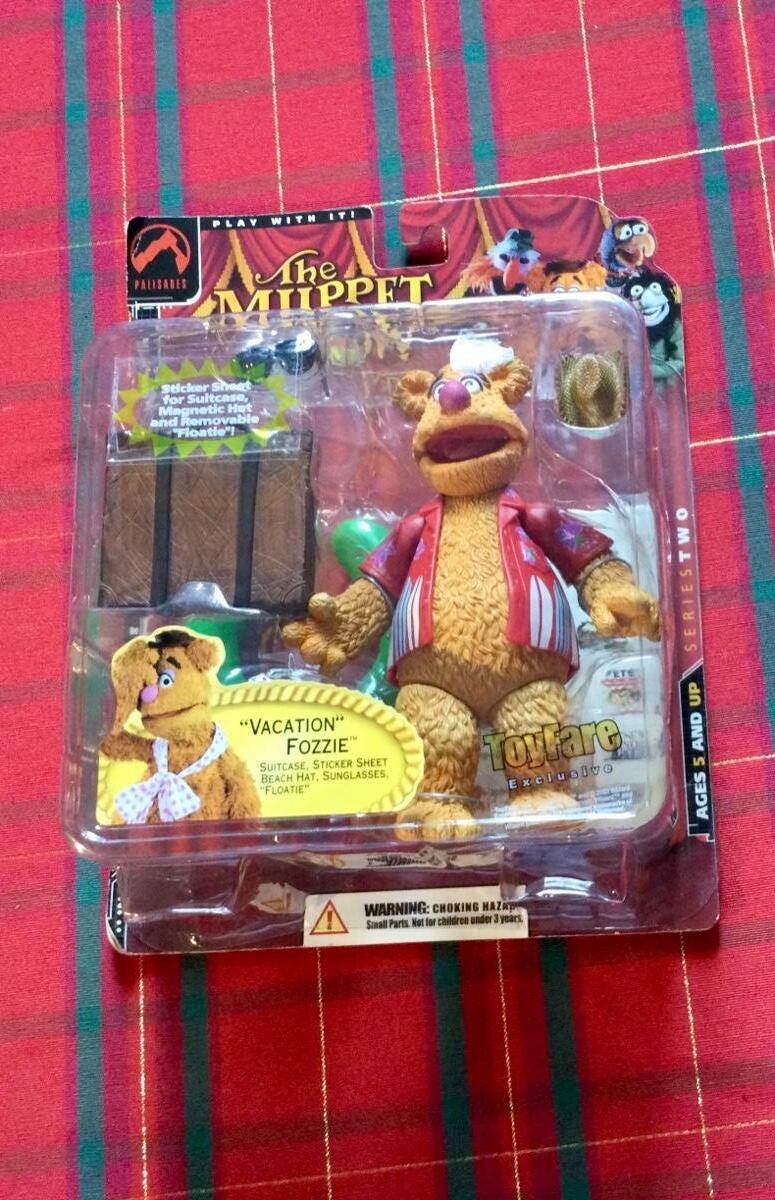 PLAY WITH IT!
PALISADES
The
MUPPET
Sticker Sheet
for Suitcase,
Magnetic Hat
and Removable
"Floatie"!
SERIES TWO
AGES 5 AND UP
"VACATION"
FOZZIE™
SUITCASE, STICKER SHEET
BEACH HAT, SUNGLASSES,
"FLOATIE"
ToyFare
Exclusive
WARNING: CHOKING
Small Parts. Not for children under 3 years.